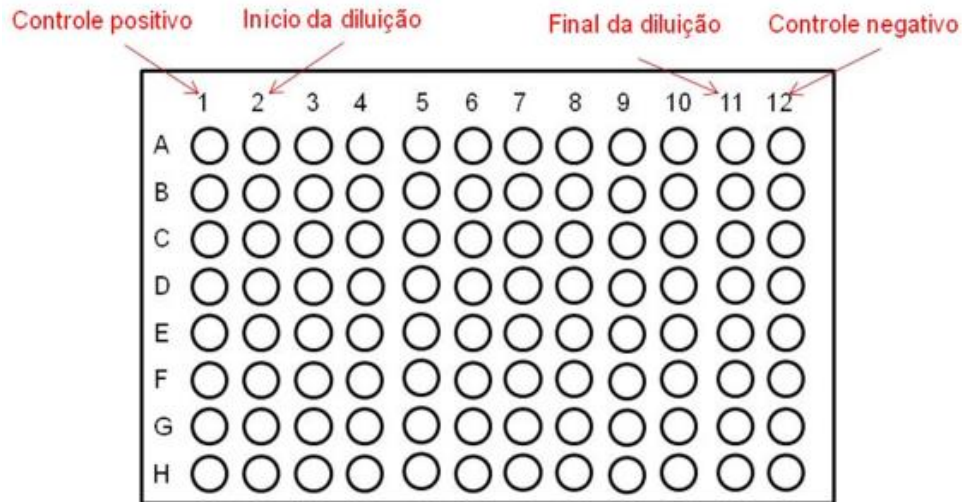 Controle positivo Início da diluição Final da diluição Controle negativo
1 2 3 4 5 6 7 8 9 10 11 12
A
B
C
D
E
F
G
H